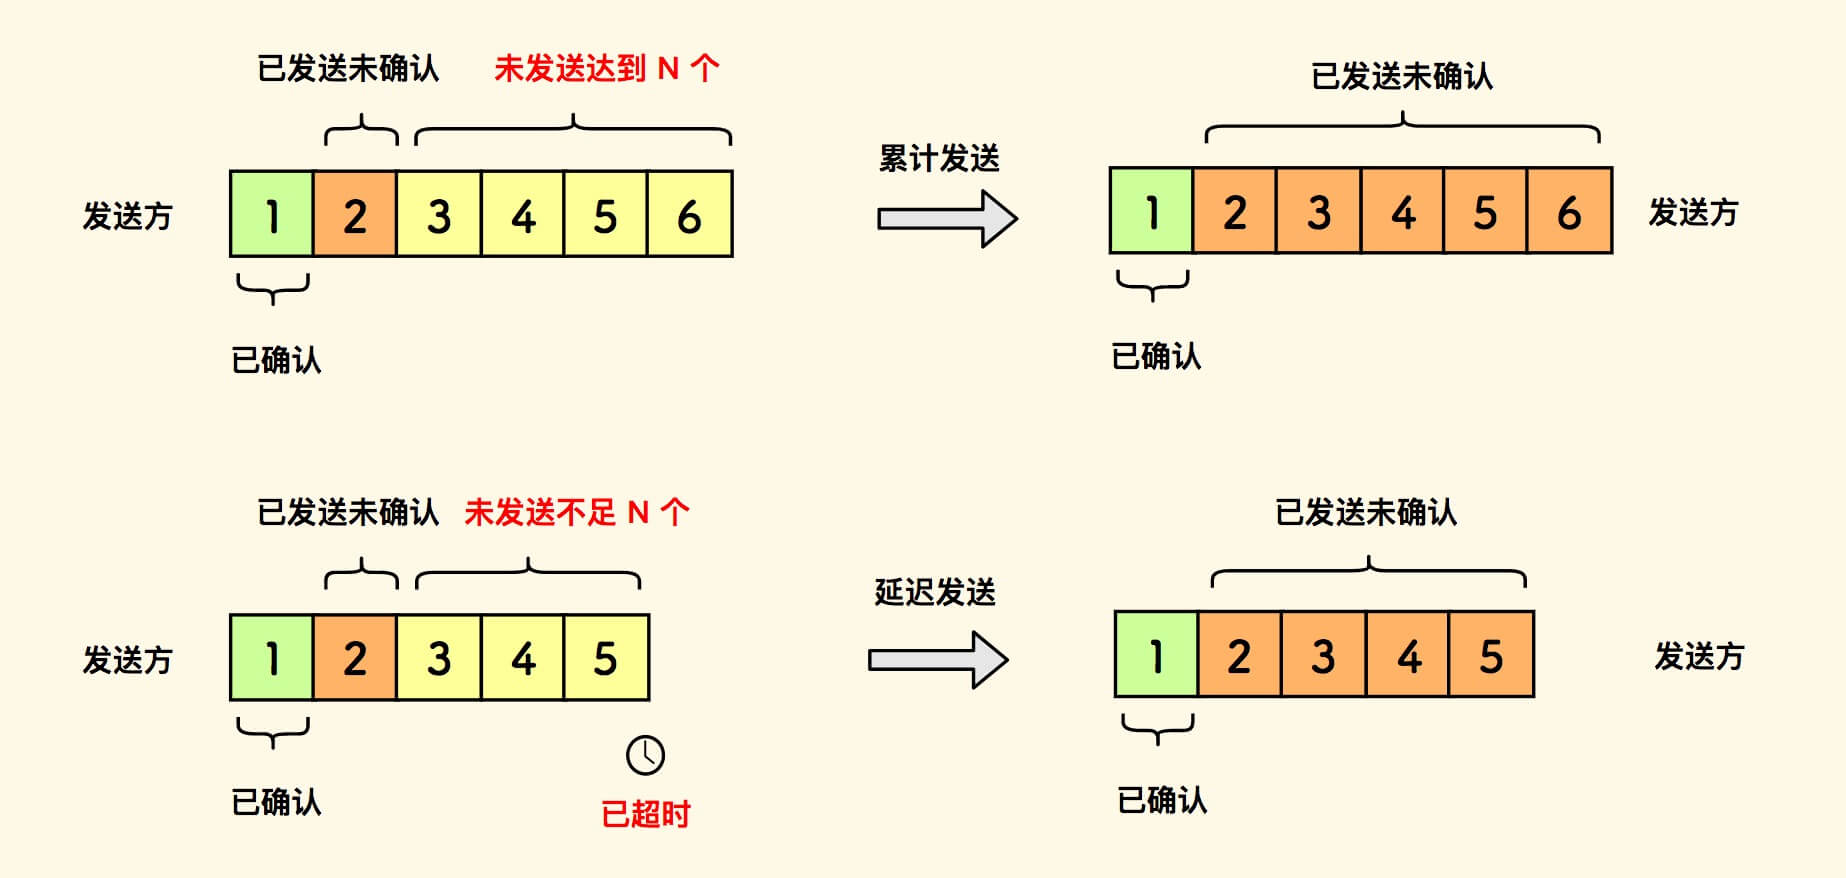 已发送未确认 未发送达到 N 个
已发送未确认
累计发送
发送方 1 2 3 4 5 6
1 2 3 4 5 6 发送方
已确认
已确认
已发送未确认 未发送不足 N 个
已发送未确认
延迟发送
发送方 1 2 3 4 5
1 2 3 4 5 发送方
已确认
已超时
已确认